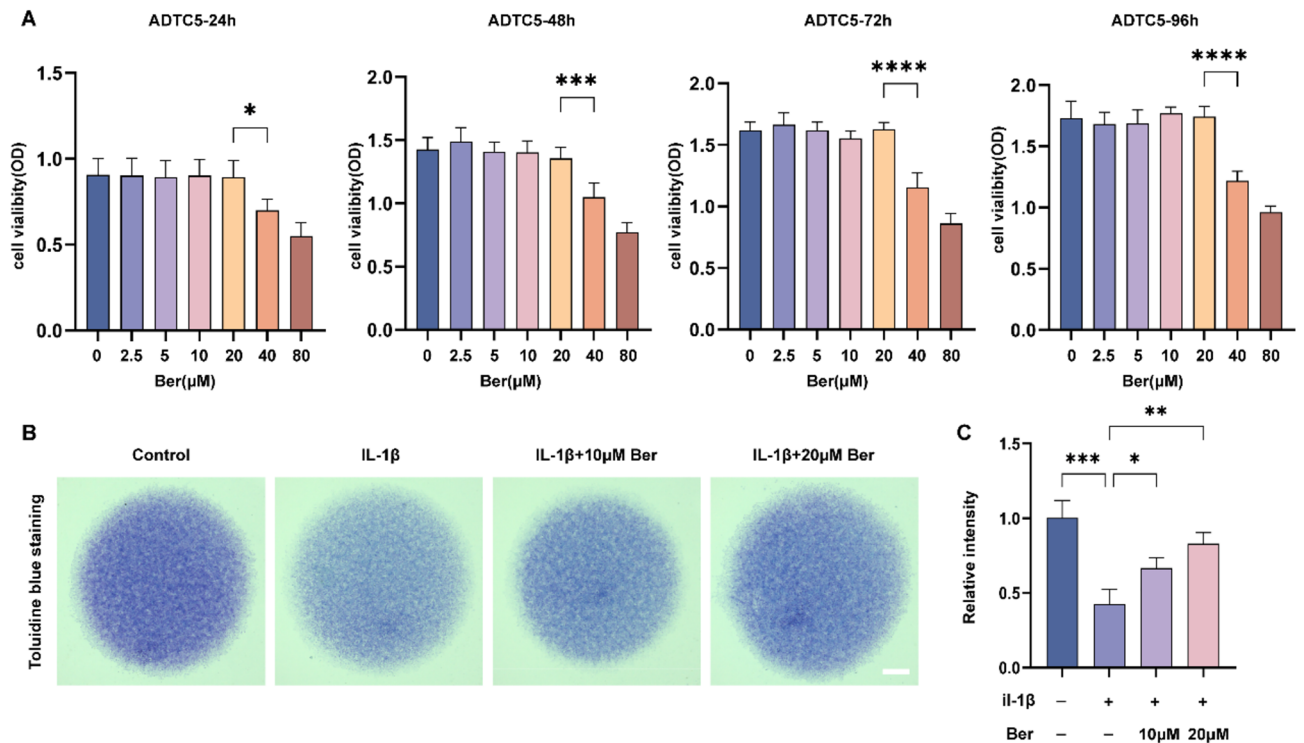 A
ADTC5-24h
ADTC5-48h
ADTC5-72h
ADTC5-96h
cell vialibity(OD)
1.5
1.0
0.5
0.0
*
0 2.5 5 10 20 40 80
Ber(μM)
cell vialibity(OD)
2.0
1.5
1.0
0.5
0.0
***
0 2.5 5 10 20 40 80
Ber(μM)
cell vialibity(OD)
2.0
1.5
1.0
0.5
0.0
****
0 2.5 5 10 20 40 80
Ber(μM)
cell vialibity(OD)
2.0
1.5
1.0
0.5
0.0
****
0 2.5 5 10 20 40 80
Ber(μM)
B
Control
IL-1β
IL-1β+10μM Ber
IL-1β+20μM Ber
Toluidine blue staining
C
Relative intensity
1.5
1.0
0.5
0.0
**
*** *
il-1β – + + +
Ber – – 10μM 20μM